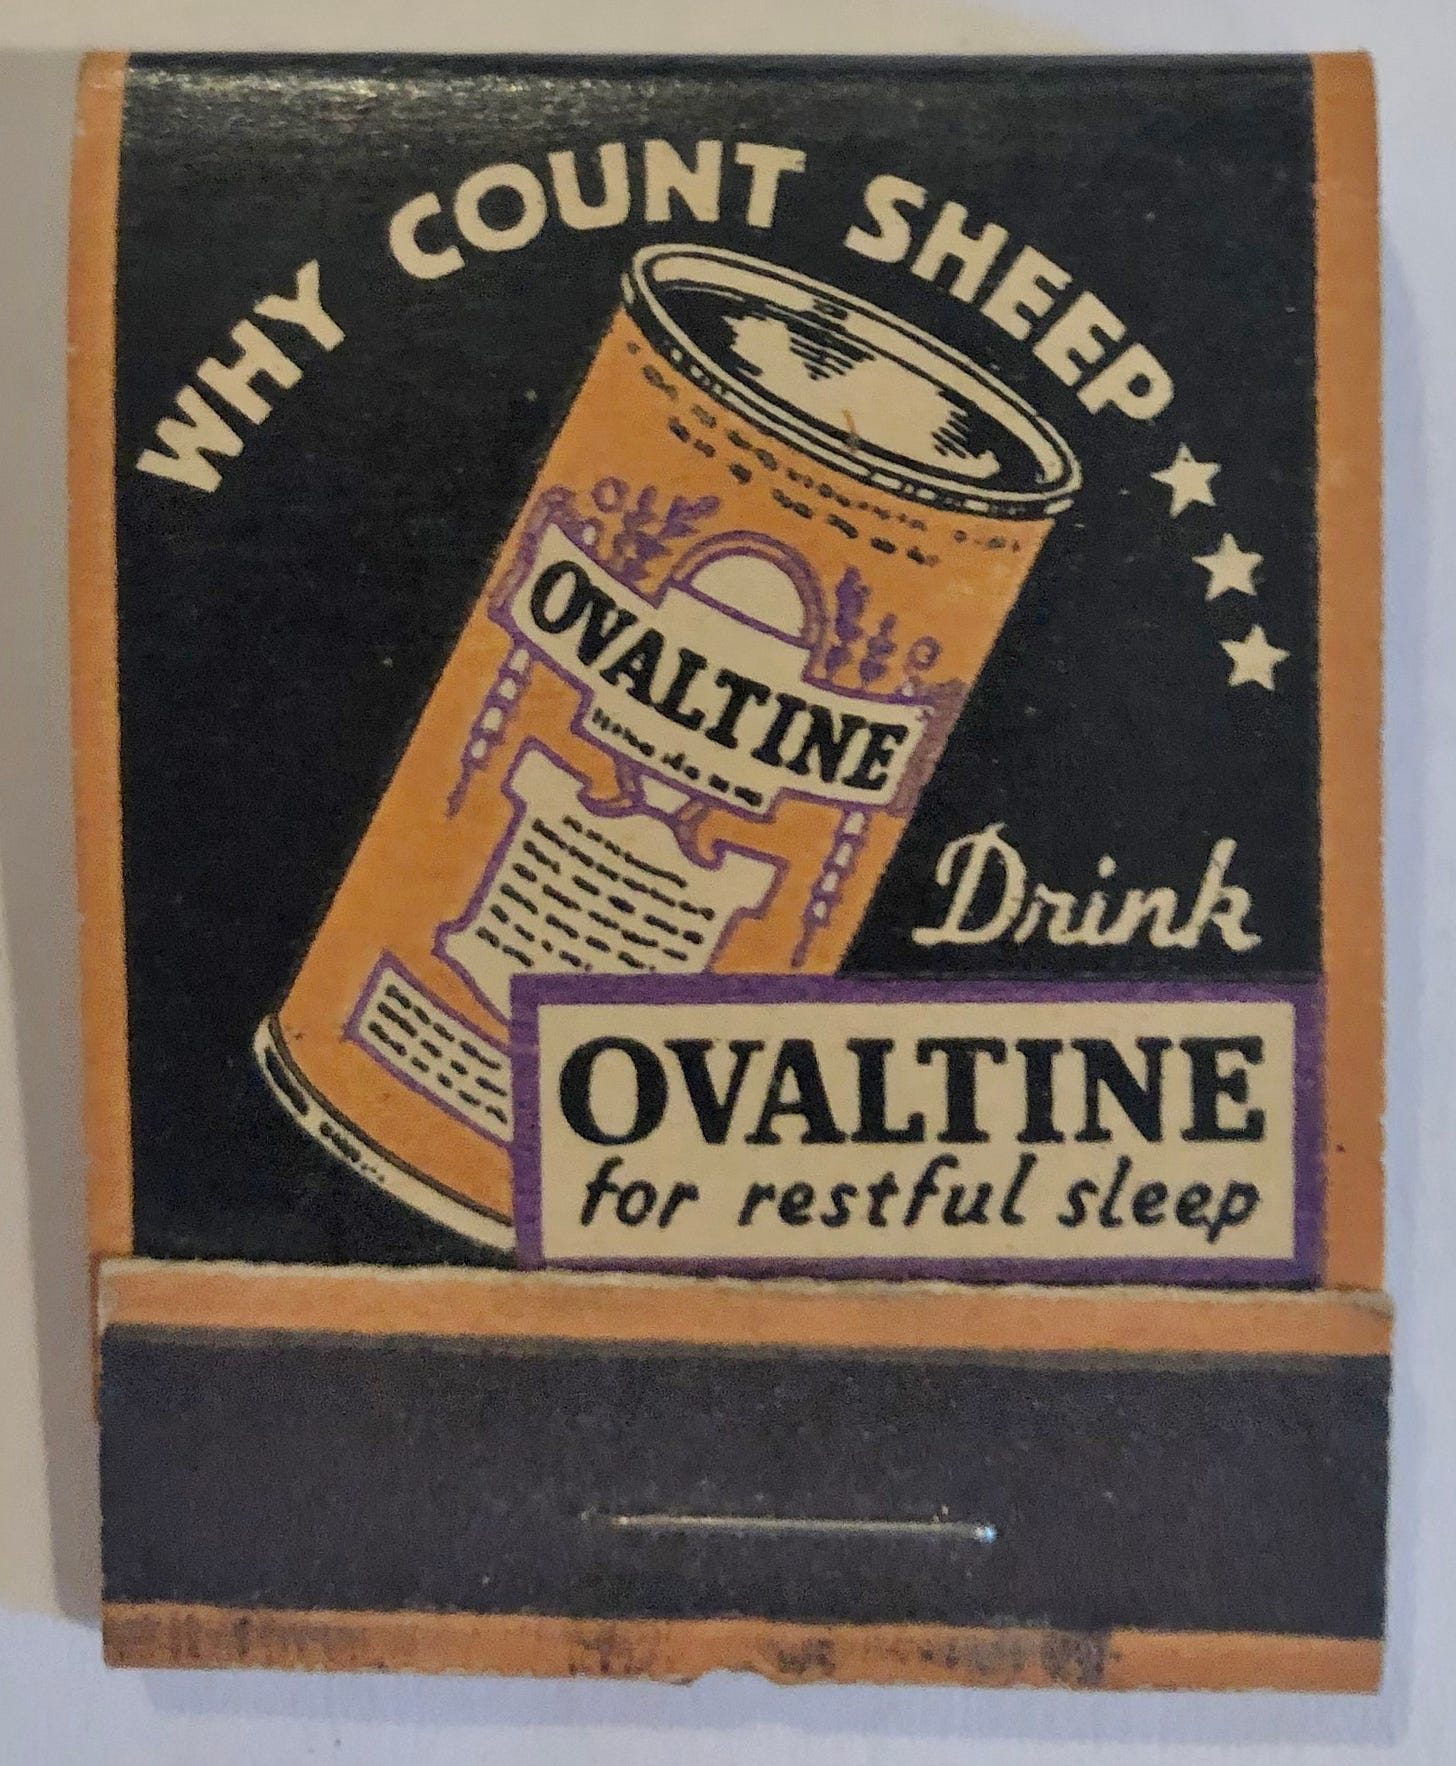 WHY COUNT SHEEP
OVALTINE
Drink
OVALTINE
for restful sleep